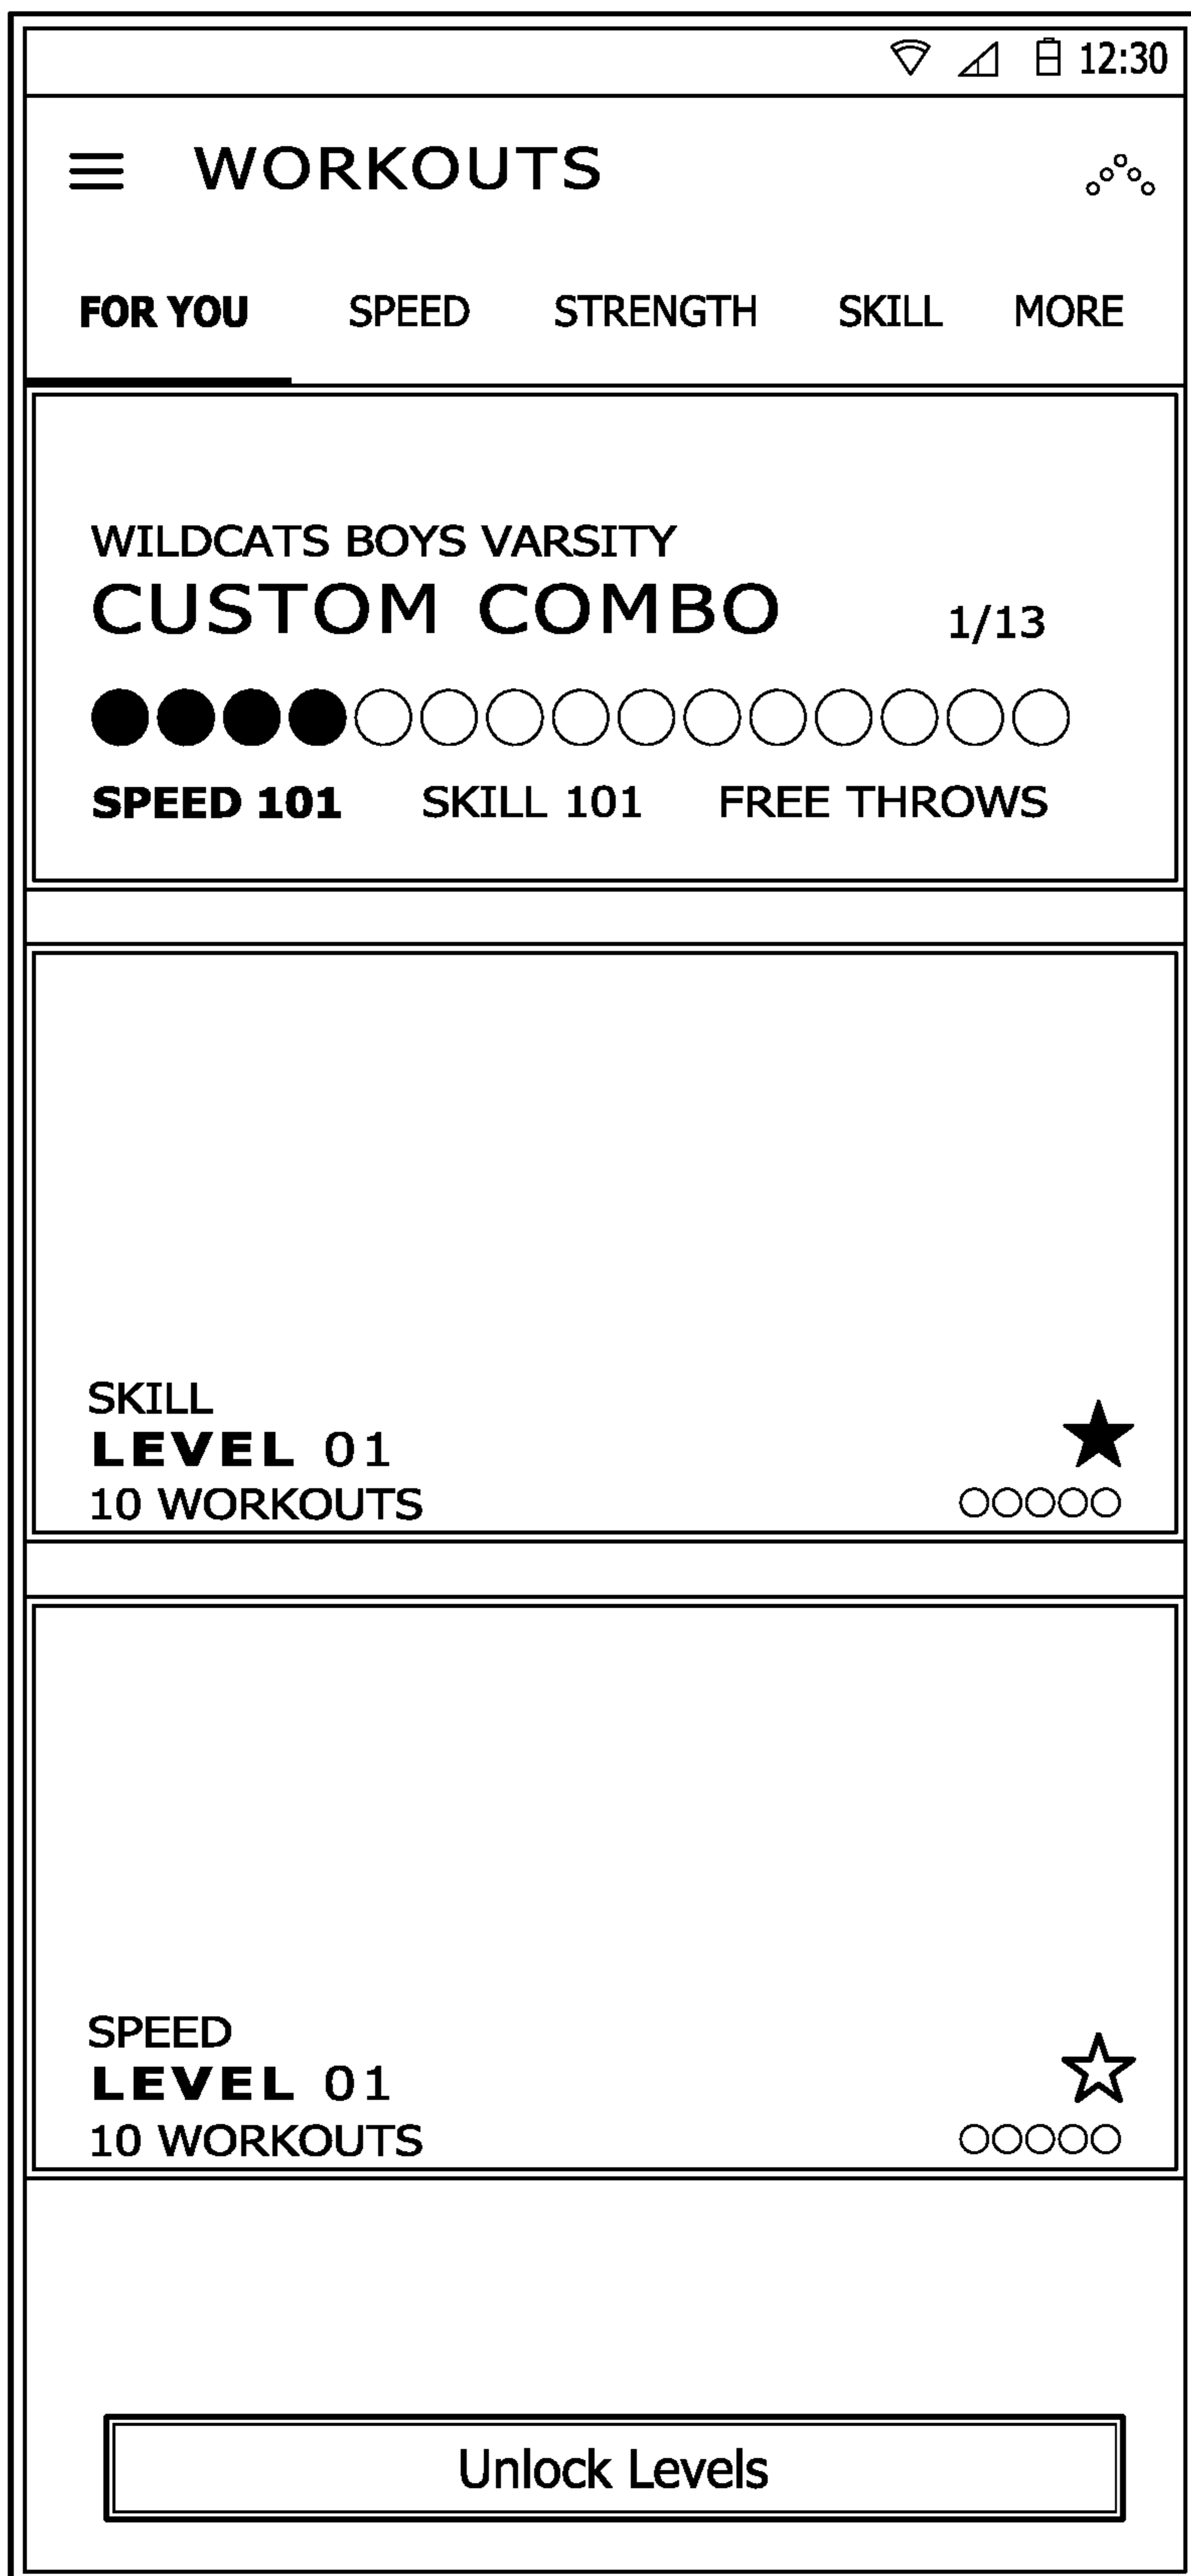 12:30
WORKOUTS
FOR YOU SPEED STRENGTH SKILL MORE
WILDCATS BOYS VARSITY
CUSTOM COMBO 1/13
SPEED 101 SKILL 101 FREE THROWS
SKILL
LEVEL 01
10 WORKOUTS
SPEED
LEVEL 01
10 WORKOUTS
Unlock Levels